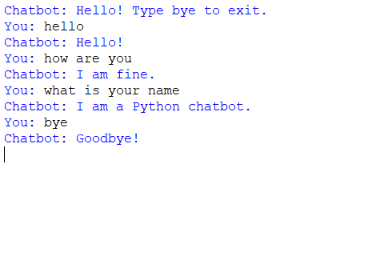 Chatbot: Hello! Type bye to exit.
You: hello
Chatbot: Hello!
You: how are you
Chatbot: I am fine.
You: what is your name
Chatbot: I am a Python chatbot.
You: bye
Chatbot: Goodbye!